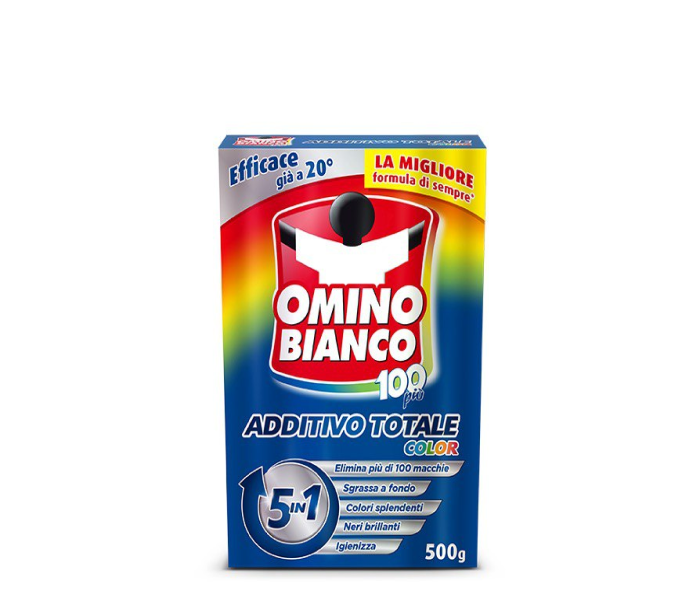 Efficace
già a 20°
LA MIGLIORE
formula di sempre*
OMINO
BIANCO
100
più
ADDITIVO TOTALE
COLOR
5 IN 1
Elimina più di 100 macchie
Sgrassa a fondo
Colori splendenti
Neri brillanti
Igienizza
500g